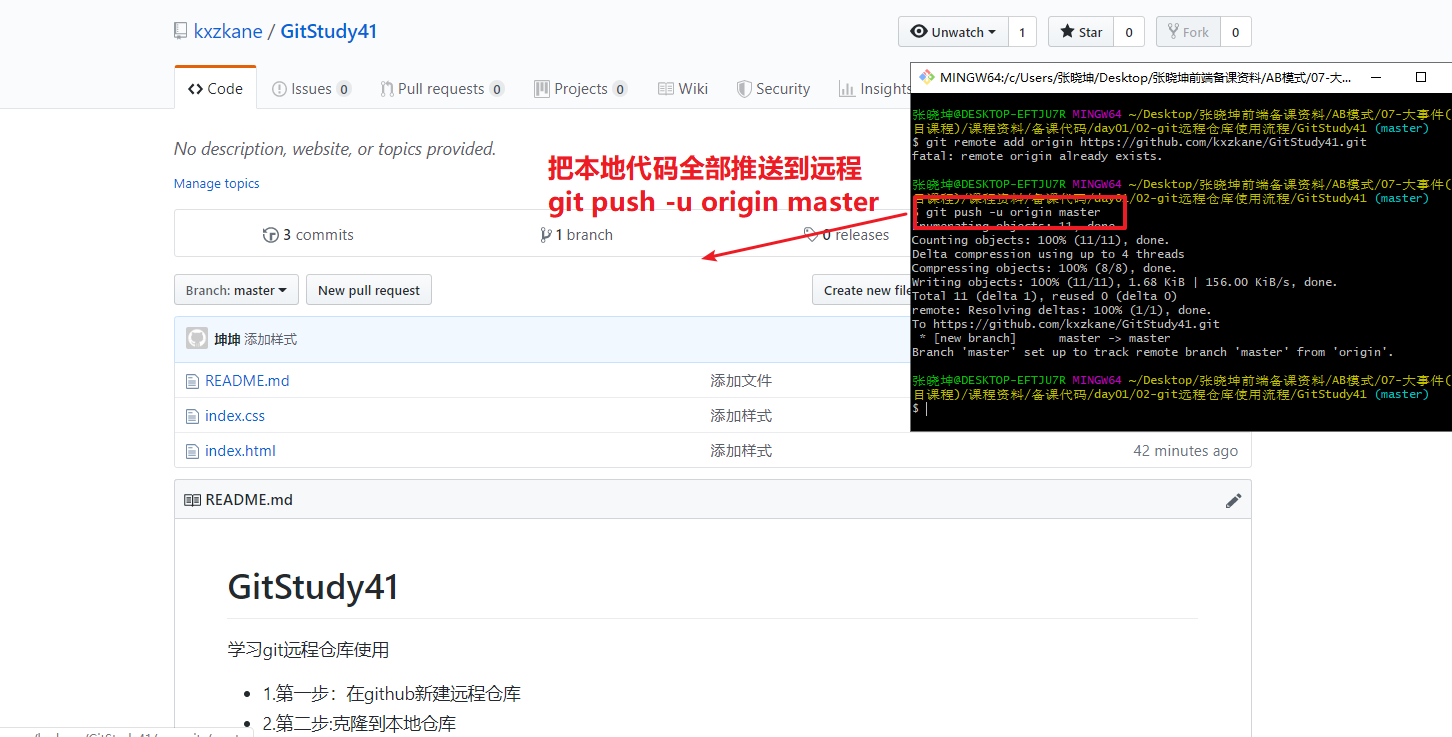 kxzkane / GitStudy41
Unwatch 1 Star 0 Fork 0
Code Issues 0 Pull requests 0 Projects 0 Wiki Security Insights
No description, website, or topics provided.
Manage topics
把本地代码全部推送到远程
git push -u origin master
3 commits 1 branch 0 releases
Branch: master New pull request Create new file
坤坤 添加样式
README.md 添加文件
index.css 添加样式
index.html 添加样式 42 minutes ago
README.md
GitStudy41
学习git远程仓库使用
1.第一步：在github新建远程仓库
2.第二步:克隆到本地仓库
MINGW64:/c/Users/张晓坤/Desktop/张晓坤前端备课资料/AB模式/07-大...
张晓坤@DESKTOP-EFTJU7R MINGW64 ~/Desktop/张晓坤前端备课资料/AB模式/07-大事件(
目课程)/课程资料/备课代码/day01/02-git远程仓库使用流程/GitStudy41 (master)
$ git remote add origin https://github.com/kxzkane/GitStudy41.git
fatal: remote origin already exists.
张晓坤@DESKTOP-EFTJU7R MINGW64 ~/Desktop/张晓坤前端备课资料/AB模式/07-大事件(
目课程)/课程资料/备课代码/day01/02-git远程仓库使用流程/GitStudy41 (master)
$ git push -u origin master
Enumerating objects: 11, done.
Counting objects: 100% (11/11), done.
Delta compression using up to 4 threads
Compressing objects: 100% (8/8), done.
Writing objects: 100% (11/11), 1.68 KiB | 156.00 KiB/s, done.
Total 11 (delta 1), reused 0 (delta 0)
remote: Resolving deltas: 100% (1/1), done.
To https://github.com/kxzkane/GitStudy41.git
* [new branch] master -> master
Branch 'master' set up to track remote branch 'master' from 'origin'.
张晓坤@DESKTOP-EFTJU7R MINGW64 ~/Desktop/张晓坤前端备课资料/AB模式/07-大事件(
目课程)/课程资料/备课代码/day01/02-git远程仓库使用流程/GitStudy41 (master)
$